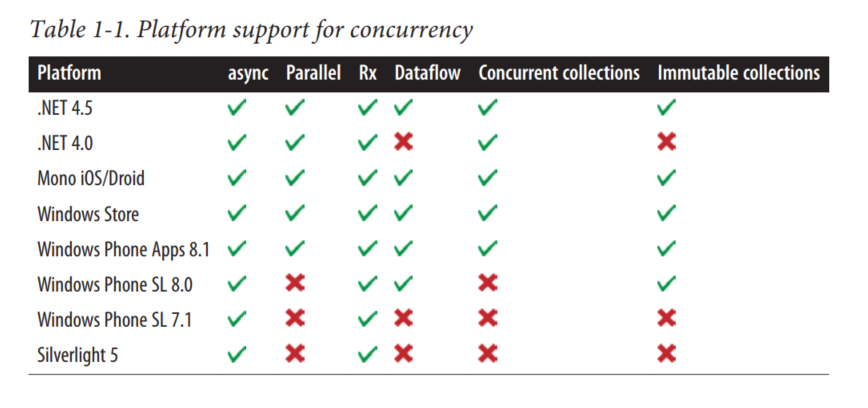 Table 1-1. Platform support for concurrency
Platform async Parallel Rx Dataflow Concurrent collections Immutable collections
.NET 4.5 ✓ ✓ ✓ ✓ ✓ ✓
.NET 4.0 ✓ ✓ ✓ ✗ ✓ ✗
Mono iOS/Droid ✓ ✓ ✓ ✓ ✓ ✓
Windows Store ✓ ✓ ✓ ✓ ✓ ✓
Windows Phone Apps 8.1 ✓ ✓ ✓ ✓ ✓ ✓
Windows Phone SL 8.0 ✓ ✗ ✓ ✓ ✗ ✓
Windows Phone SL 7.1 ✓ ✗ ✓ ✗ ✗ ✗
Silverlight 5 ✓ ✗ ✓ ✗ ✗ ✗